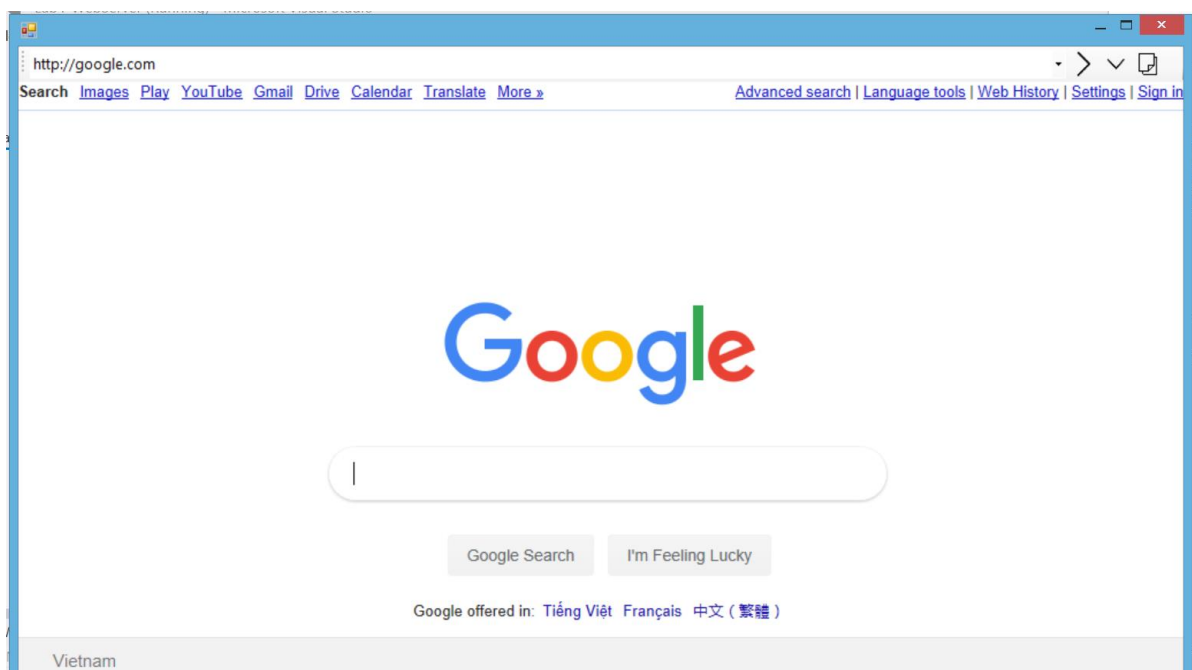 http://google.com
Search Images Play YouTube Gmail Drive Calendar Translate More » Advanced search | Language tools | Web History | Settings | Sign in
Google
Google Search I'm Feeling Lucky
Google offered in: Tiếng Việt Français 中文 ( 繁體 )
Vietnam